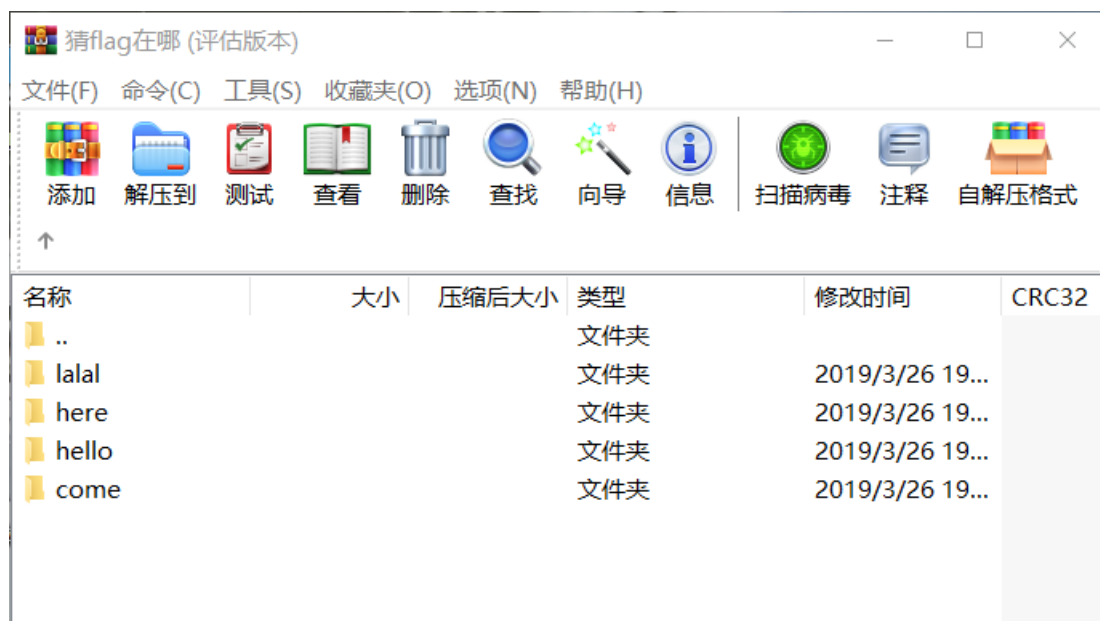 猜flag在哪 (评估版本)
文件(F) 命令(C) 工具(S) 收藏夹(O) 选项(N) 帮助(H)
添加 解压到 测试 查看 删除 查找 向导 信息 扫描病毒 注释 自解压格式
名称 大小 压缩后大小 类型 修改时间 CRC32
.. 文件夹
lalal 文件夹 2019/3/26 19...
here 文件夹 2019/3/26 19...
hello 文件夹 2019/3/26 19...
come 文件夹 2019/3/26 19...